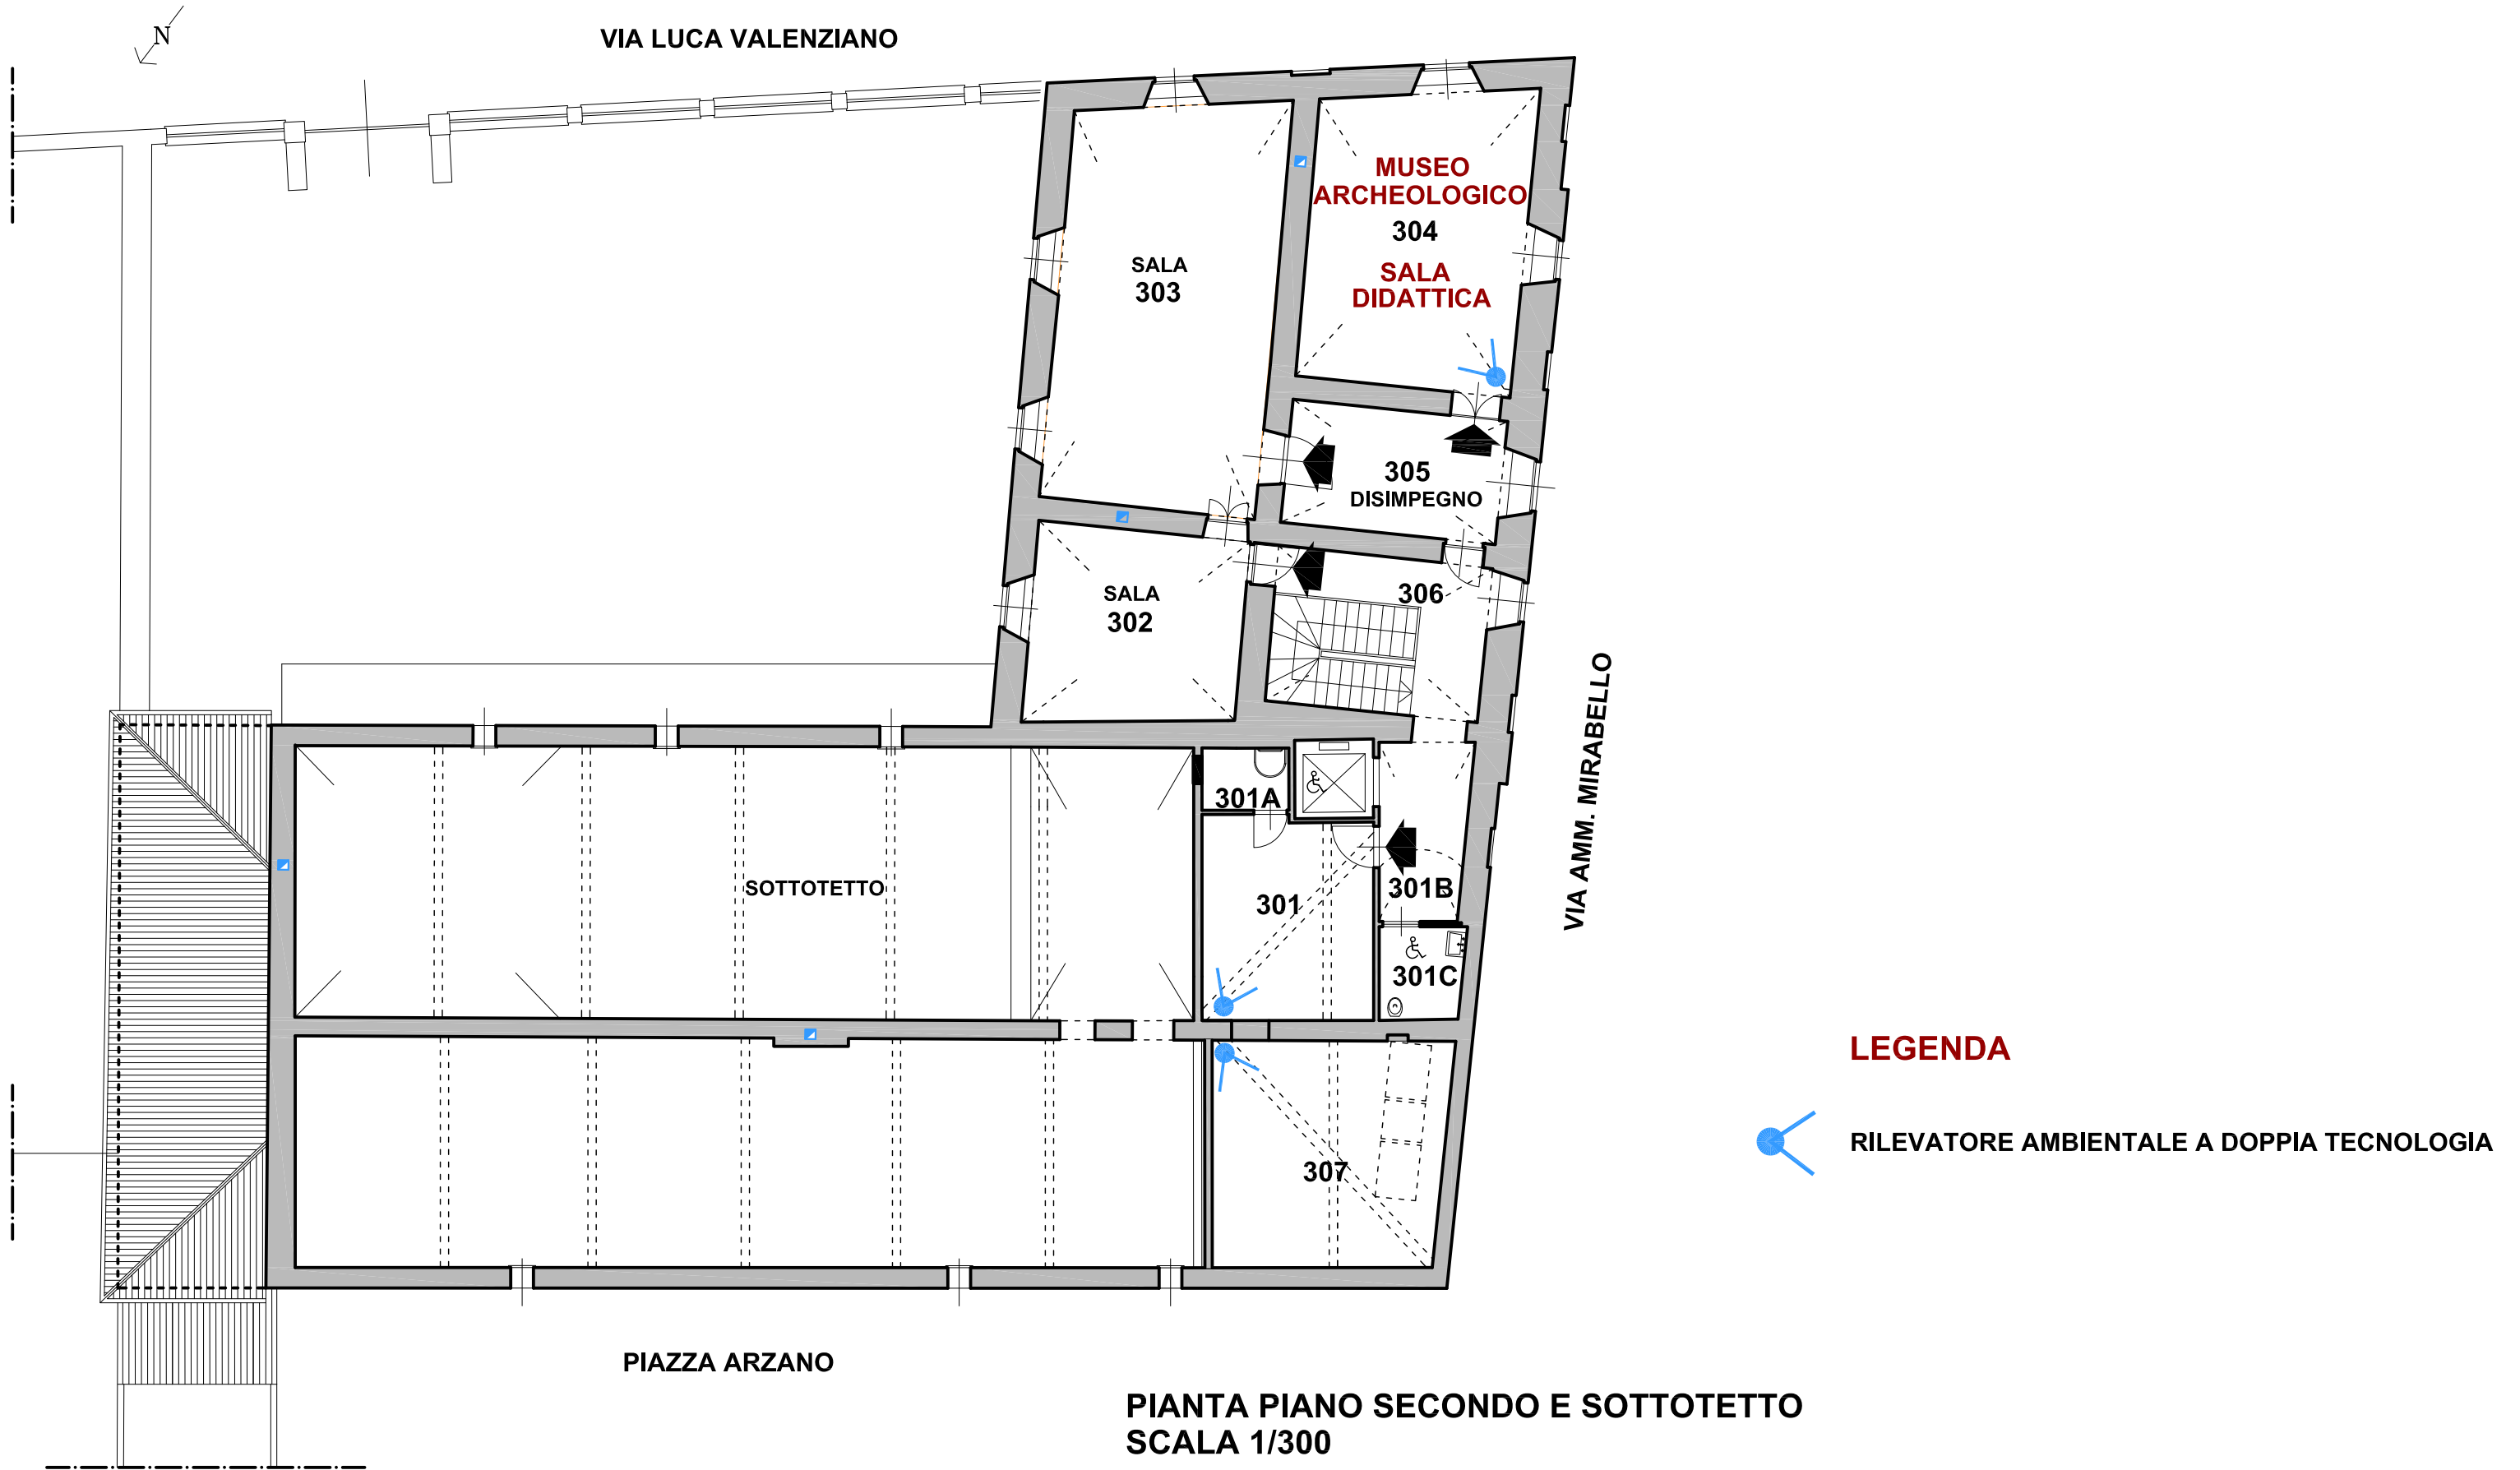 N
VIA LUCA VALENZIANO
MUSEO
ARCHEOLOGICO
304
SALA
DIDATTICA
SALA
303
305
DISIMPEGNO
SALA
302
306
VIA AMM. MIRABELLO
301A
SOTTOTETTO
301
301B
301C
307
LEGENDA
RILEVATORE AMBIENTALE A DOPPIA TECNOLOGIA
PIAZZA ARZANO
PIANTA PIANO SECONDO E SOTTOTETTO
SCALA 1/300